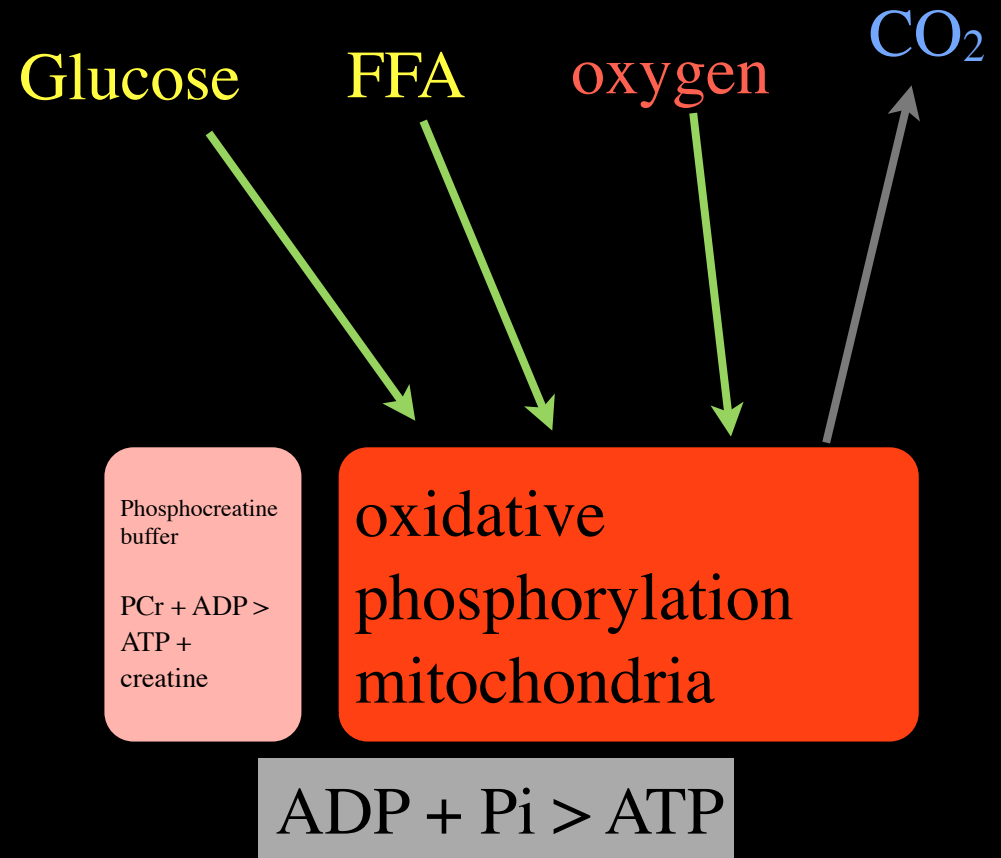 Glucose FFA oxygen CO₂
Phosphocreatine
buffer
PCr + ADP >
ATP +
creatine
oxidative
phosphorylation
mitochondria
ADP + Pi > ATP